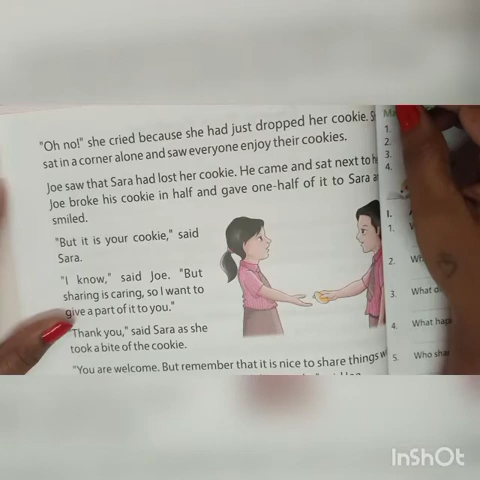 "Oh no!" she cried because she had just dropped her cookie.
sat in a corner alone and saw everyone enjoy their cookies.
Joe saw that Sara had lost her cookie. He came and sat next to
Joe broke his cookie in half and gave one-half of it to Sara
smiled.
"But it is your cookie," said
Sara.
"I know," said Joe. "But
sharing is caring, so I want to
give a part of it to you."
"Thank you," said Sara as she
took a bite of the cookie.
"You are welcome. But remember that it is nice to share things
1.
2.
3.
4.
I.
1.
2.
3. What
4. What
5. Who
InShOt